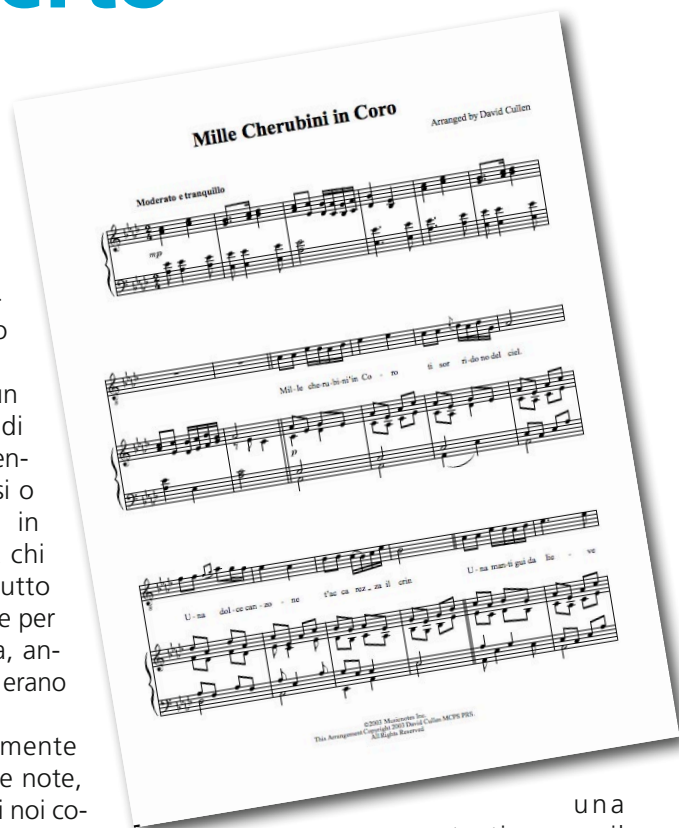 Mille Cherubini in Coro
Arranged by David Cullen
Moderato e tranquillo
mp
Mil - le che - ru - bi - ni'in Co - ro ti sor ri - do no del ciel.
p
U - na dol - ce can - zo - ne t'ac ca rez - za il crin U - na man - ti gui da lie - ve
©2003 Musicnotes Inc.
This Arrangement Copyright 2003 David Cullen MCPS PRS.
All Rights Reserved
o
un
di
en-
si o
in
chi
utto
e per
a, an-
erano
mente
e note,
i noi co-
una
il